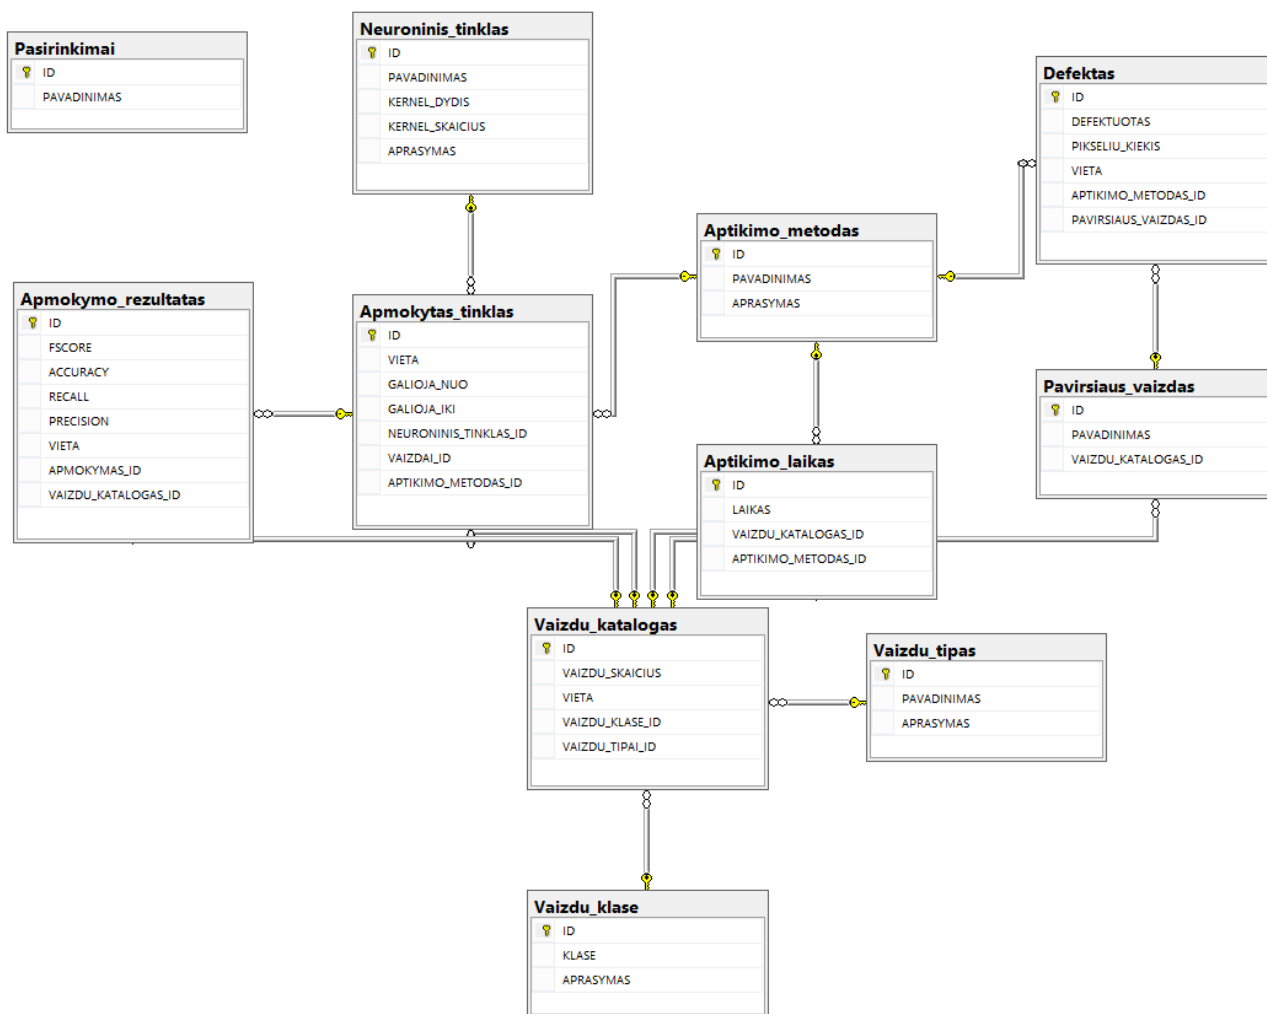 Pasirinkimai
ID
PAVADINIMAS
Neuroninis_tinklas
ID
PAVADINIMAS
KERNEL_DYDIS
KERNEL_SKAICIUS
APRASYMAS
Defektas
ID
DEFEKTUOTAS
PIKSELIU_KIEKIS
VIETA
APTIKIMO_METODAS_ID
PAVIRSIAUS_VAIZDAS_ID
Aptikimo_metodas
ID
PAVADINIMAS
APRASYMAS
Apmokymo_rezultatas
ID
FSCORE
ACCURACY
RECALL
PRECISION
VIETA
APMOKYMAS_ID
VAIZDU_KATALOGAS_ID
Apmokytas_tinklas
ID
VIETA
GALIOJA_NUO
GALIOJA_IKI
NEURONINIS_TINKLAS_ID
VAIZDAI_ID
APTIKIMO_METODAS_ID
Pavirsiaus_vaizdas
ID
PAVADINIMAS
VAIZDU_KATALOGAS_ID
Aptikimo_laikas
ID
LAIKAS
VAIZDU_KATALOGAS_ID
APTIKIMO_METODAS_ID
Vaizdu_katalogas
ID
VAIZDU_SKAICIUS
VIETA
VAIZDU_KLASE_ID
VAIZDU_TIPAI_ID
Vaizdu_tipas
ID
PAVADINIMAS
APRASYMAS
Vaizdu_klase
ID
KLASE
APRASYMAS